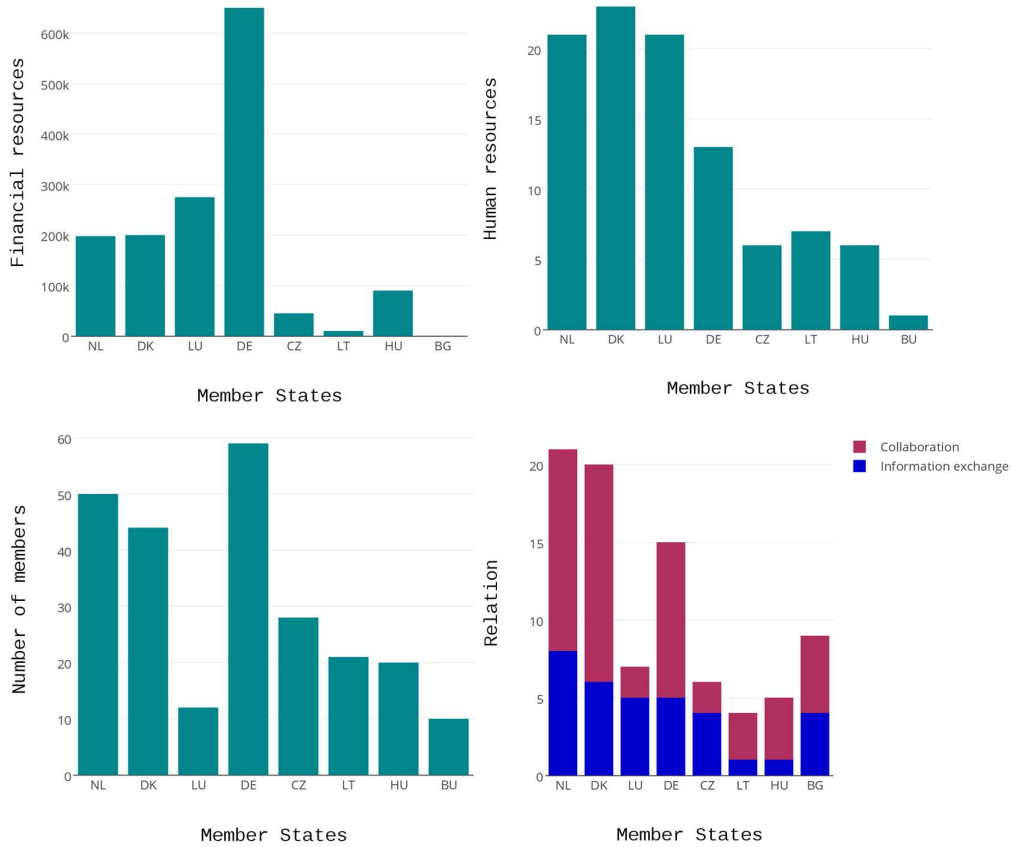 Financial resources
600k
500k
400k
300k
200k
100k
0
NL DK LU DE CZ LT HU BG
Member States
Human resources
20
15
10
5
0
NL DK LU DE CZ LT HU BU
Member States
Number of members
60
50
40
30
20
10
0
NL DK LU DE CZ LT HU BU
Member States
Relation
20
15
10
5
0
NL DK LU DE CZ LT HU BG
Member States
Collaboration
Information exchange